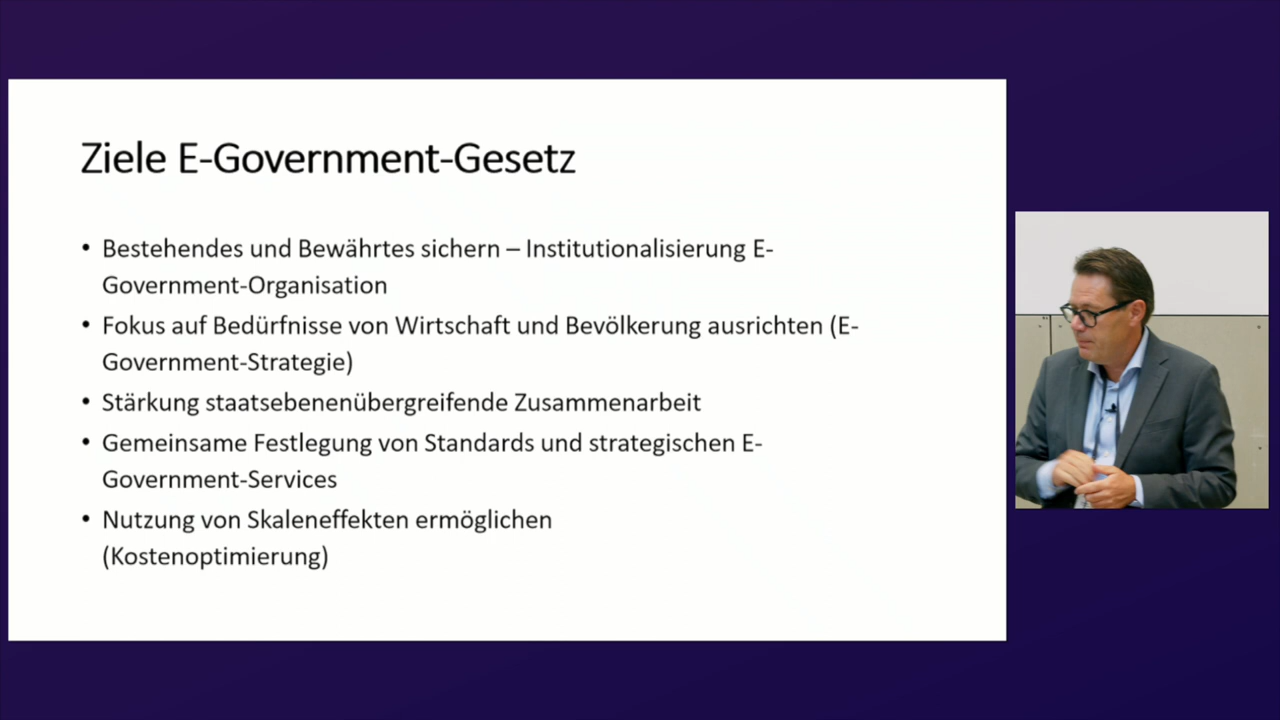 Ziele E-Government-Gesetz
• Bestehendes und Bewährtes sichern – Institutionalisierung E-
Government-Organisation
• Fokus auf Bedürfnisse von Wirtschaft und Bevölkerung ausrichten (E-
Government-Strategie)
• Stärkung staatsebenenübergreifende Zusammenarbeit
• Gemeinsame Festlegung von Standards und strategischen E-
Government-Services
• Nutzung von Skaleneffekten ermöglichen
(Kostenoptimierung)